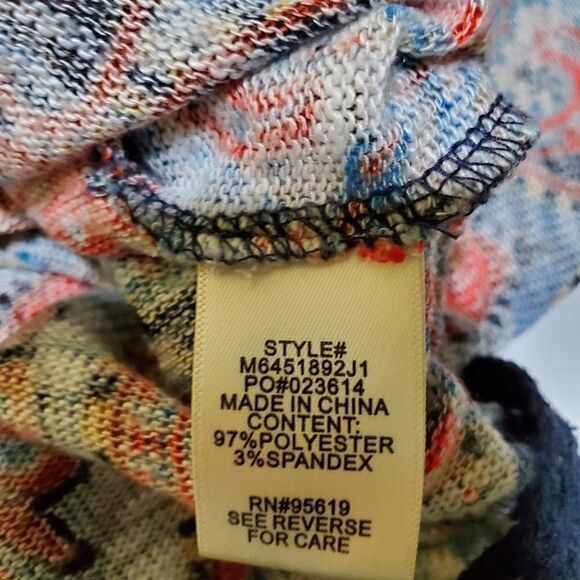 STYLE#
M6451892J1
PO#023614
MADE IN CHINA
CONTENT:
97%POLYESTER
3%SPANDEX
RN#95619
SEE REVERSE
FOR CARE